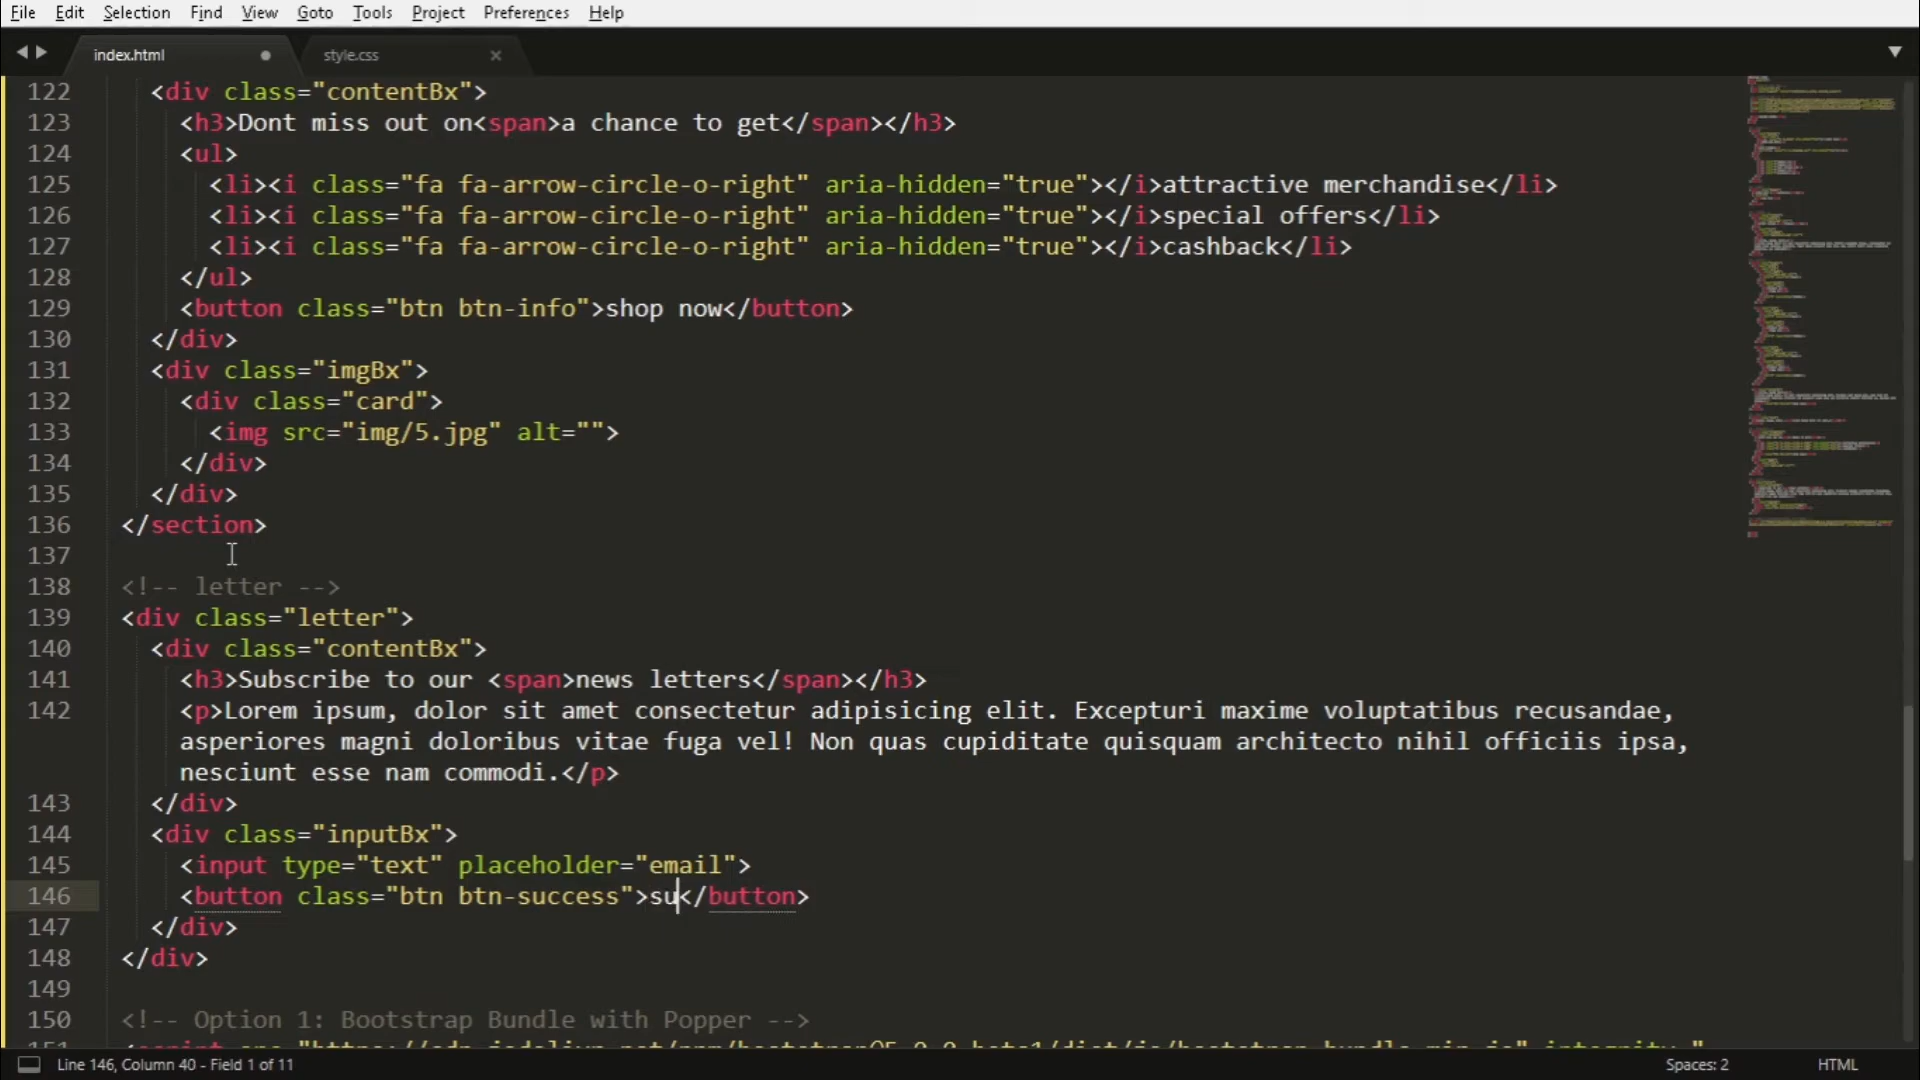 File Edit Selection Find View Goto Tools Project Preferences Help
index.html style.css
122 <div class="contentBx">
123 <h3>Dont miss out on<span>a chance to get</span></h3>
124 <ul>
125 <li><i class="fa fa-arrow-circle-o-right" aria-hidden="true"></i>attractive merchandise</li>
126 <li><i class="fa fa-arrow-circle-o-right" aria-hidden="true"></i>special offers</li>
127 <li><i class="fa fa-arrow-circle-o-right" aria-hidden="true"></i>cashback</li>
128 </ul>
129 <button class="btn btn-info">shop now</button>
130 </div>
131 <div class="imgBx">
132 <div class="card">
133 <img src="img/5.jpg" alt="">
134 </div>
135 </div>
136 </section>
137
138 <!-- letter -->
139 <div class="letter">
140 <div class="contentBx">
141 <h3>Subscribe to our <span>news letters</span></h3>
142 <p>Lorem ipsum, dolor sit amet consectetur adipisicing elit. Excepturi maxime voluptatibus recusandae,
asperiores magni doloribus vitae fuga vel! Non quas cupiditate quisquam architecto nihil officiis ipsa,
nesciunt esse nam commodi.</p>
143 </div>
144 <div class="inputBx">
145 <input type="text" placeholder="email">
146 <button class="btn btn-success">su</button>
147 </div>
148 </div>
149
150 <!-- Option 1: Bootstrap Bundle with Popper -->
Line 146, Column 40 - Field 1 of 11 Spaces: 2 HTML